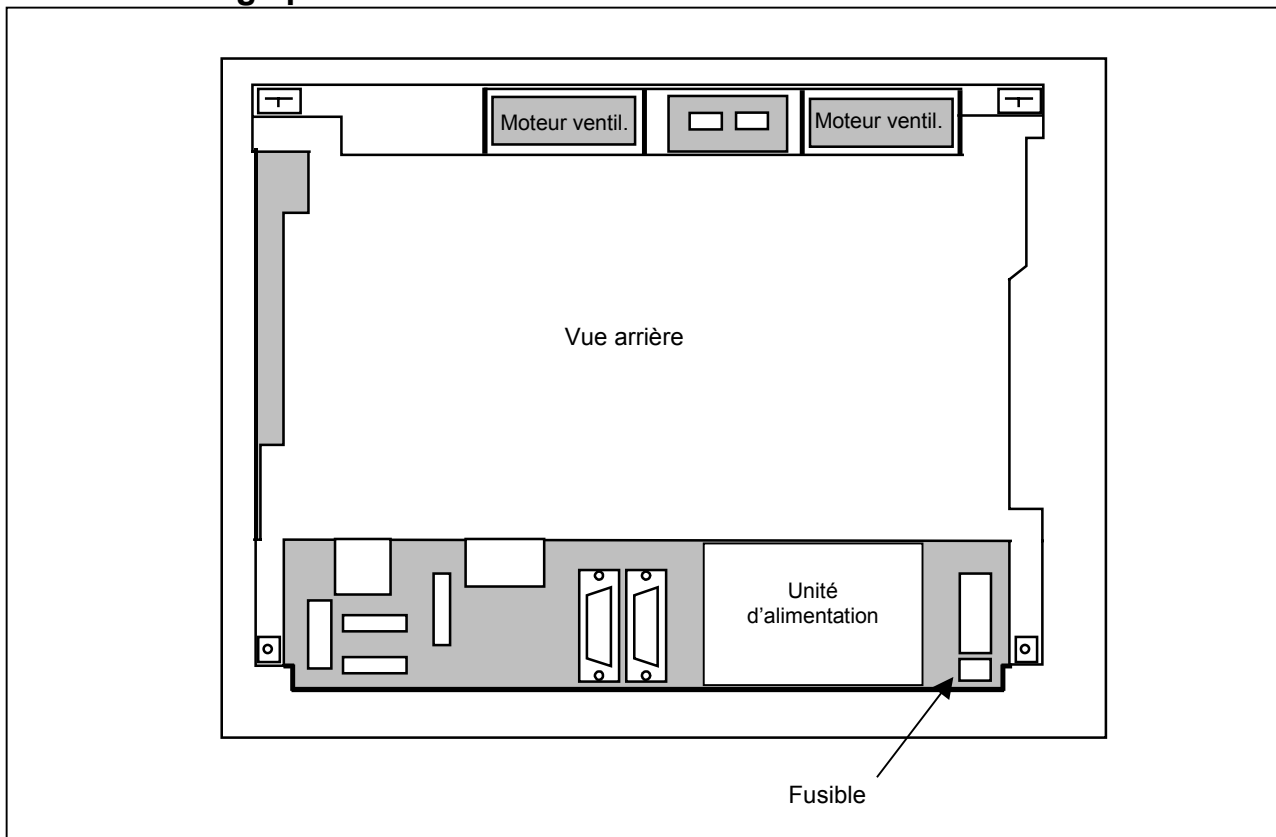 Moteur ventil.
Moteur ventil.
Vue arrière
Unité
d'alimentation
Fusible